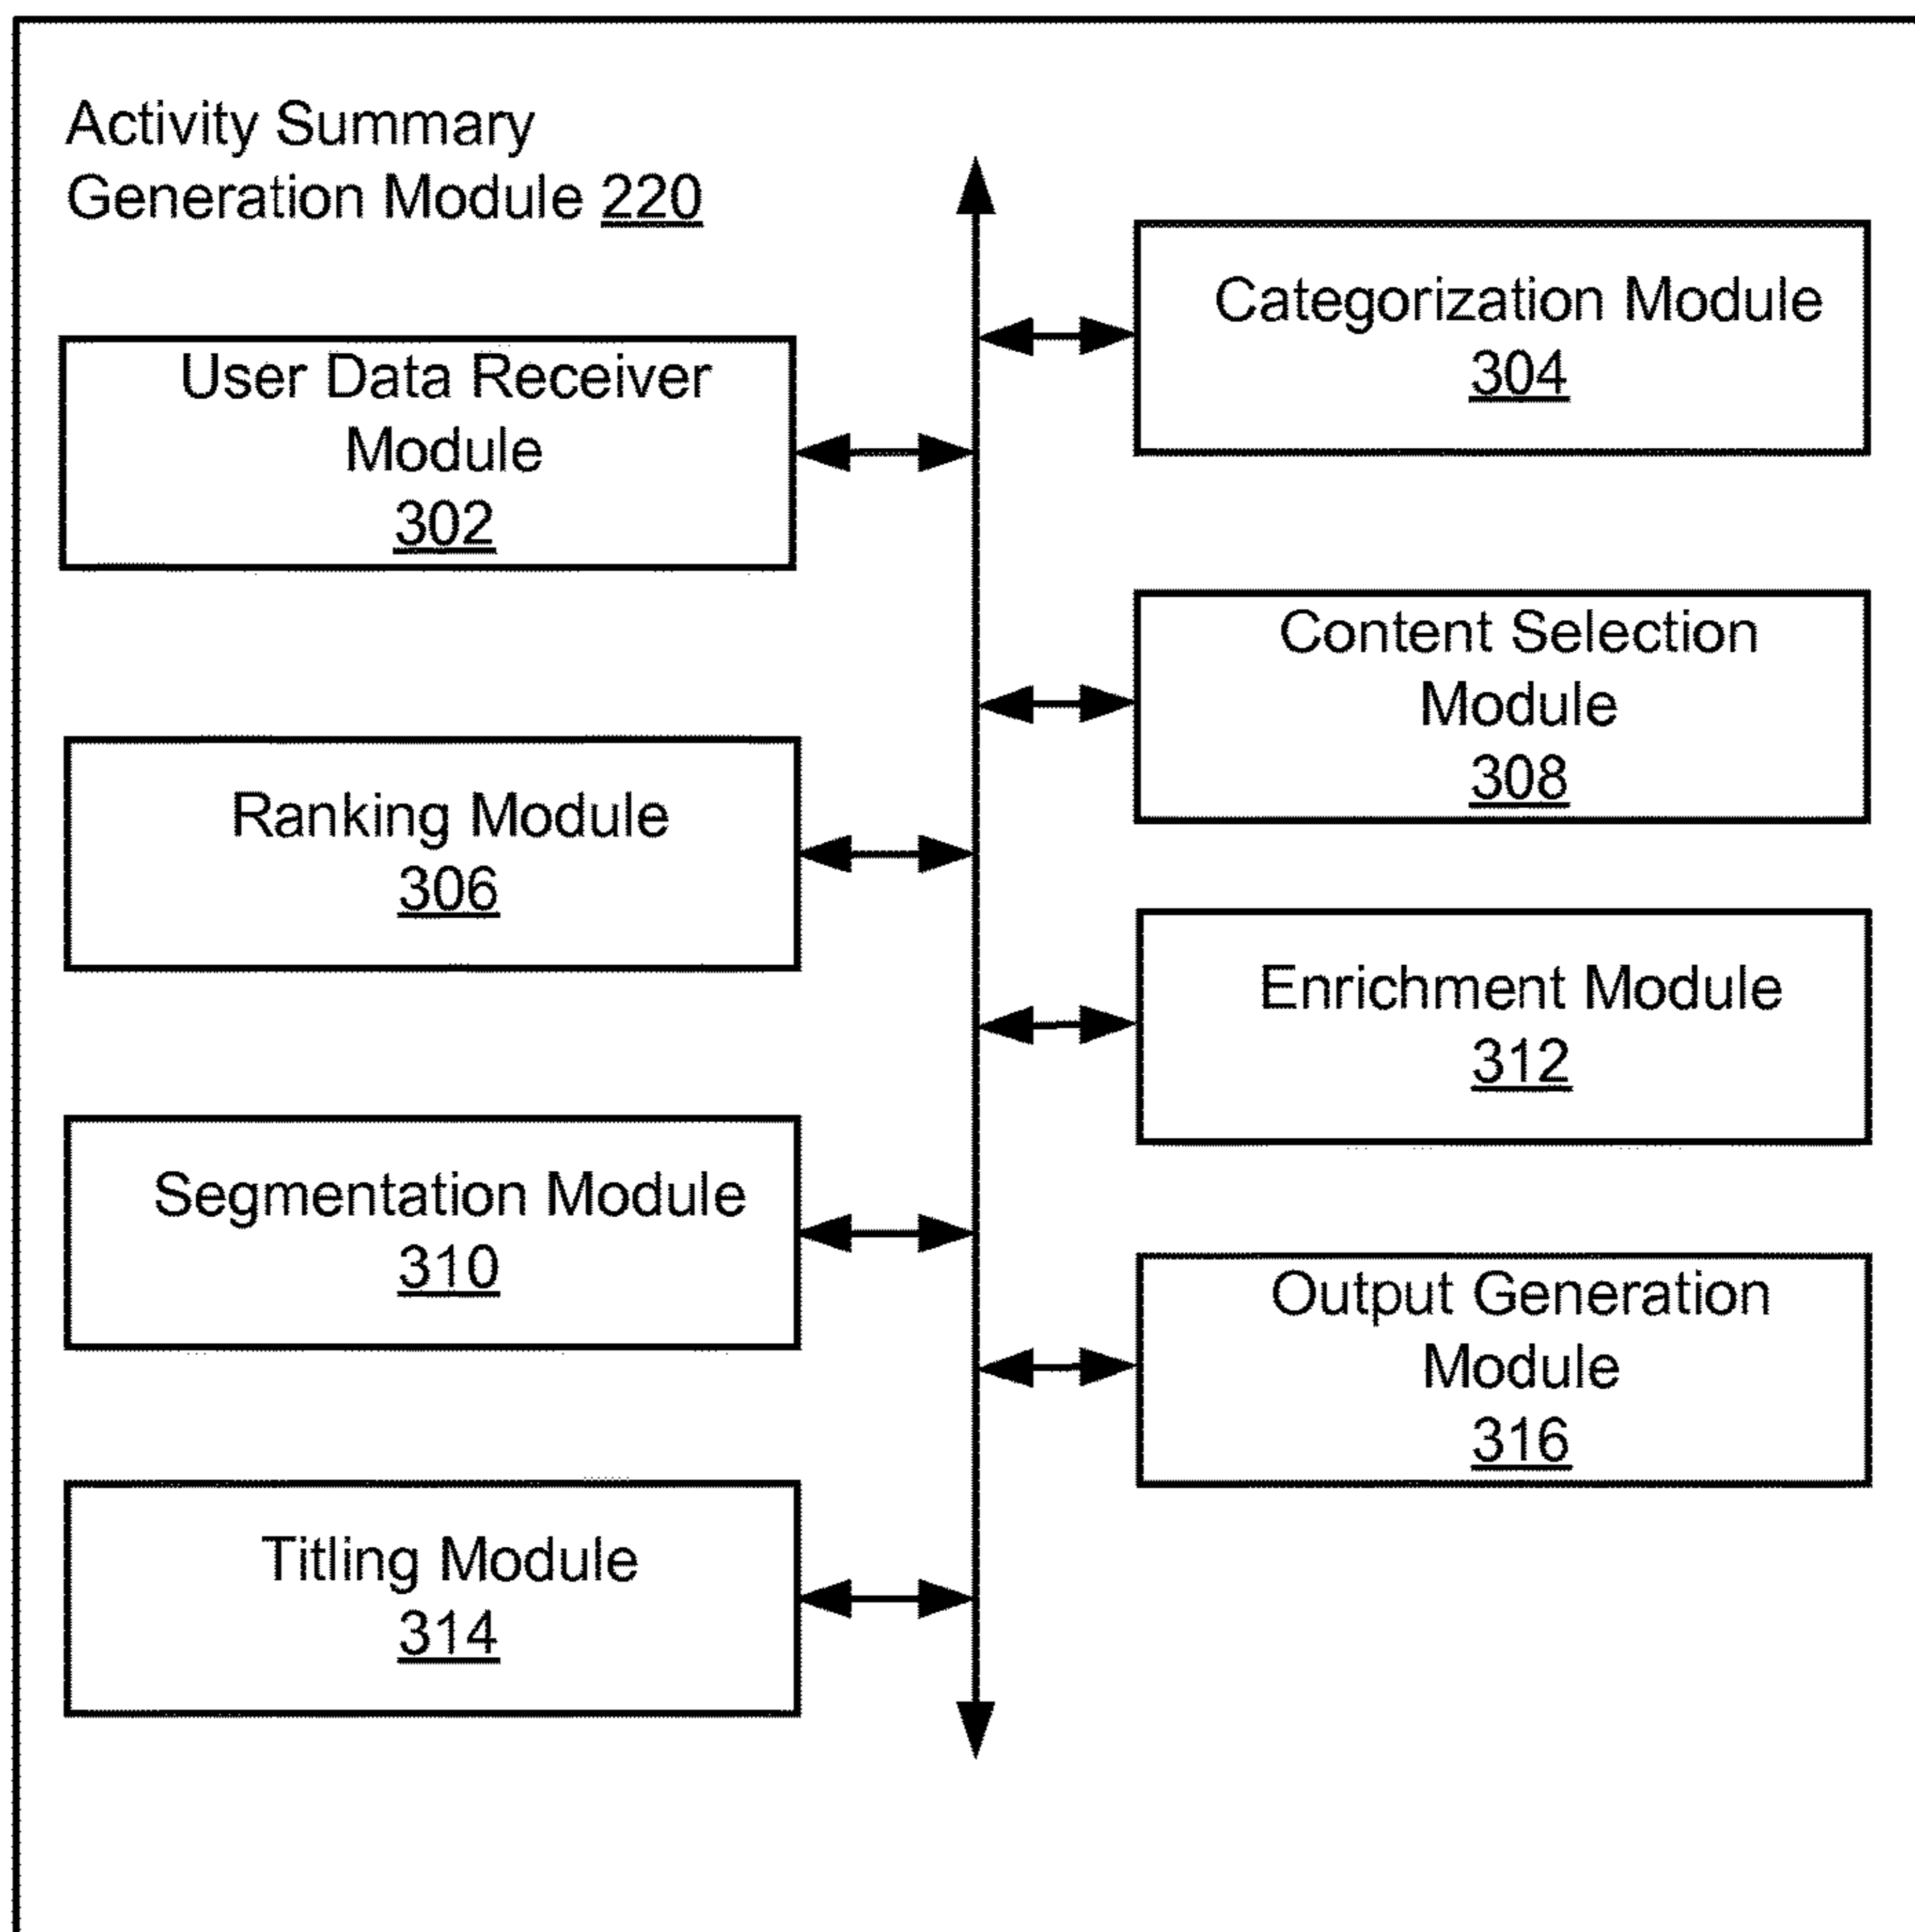 Activity Summary
Generation Module 220
Categorization Module
304
User Data Receiver
Module
302
Content Selection
Module
308
Ranking Module
306
Enrichment Module
312
Segmentation Module
310
Output Generation
Module
316
Titling Module
314